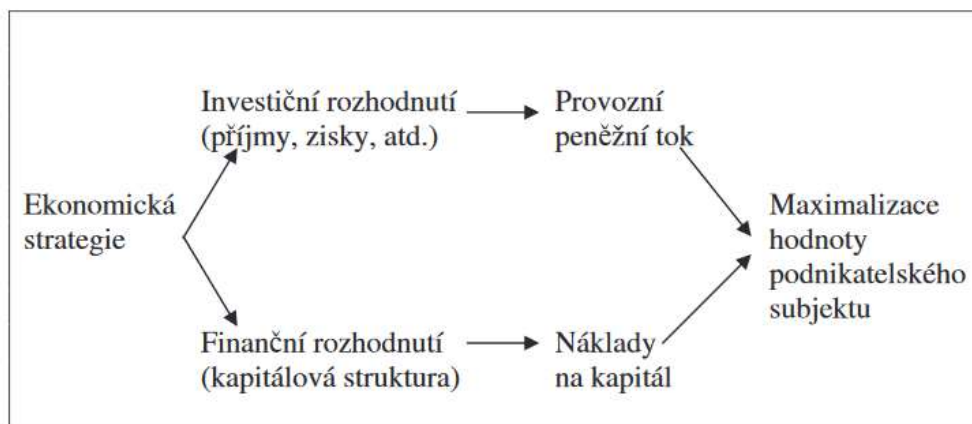 Investiční rozhodnutí
(příjmy, zisky, atd.)
Provozní
peněžní tok
Ekonomická
strategie
Maximalizace
hodnoty
podnikatelského
subjektu
Finanční rozhodnutí
(kapitálová struktura)
Náklady
na kapitál